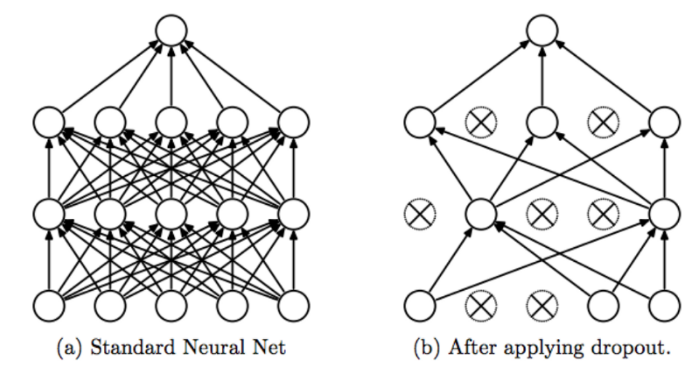 (a) Standard Neural Net
(b) After applying dropout.